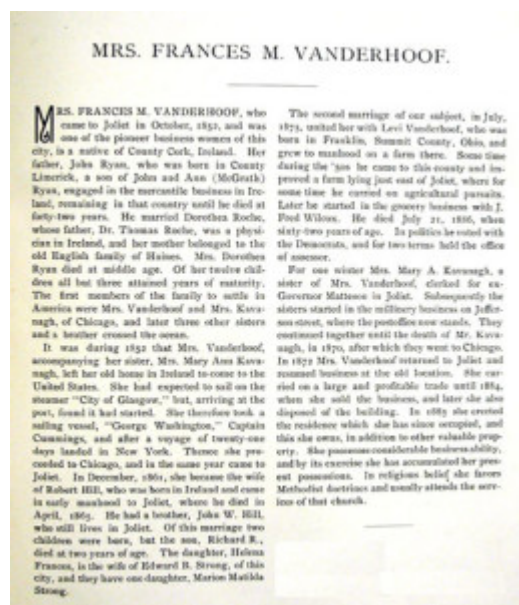 MRS. FRANCES M. VANDERHOOF.
MRS. FRANCES M. VANDERHOOF, who
came to Joliet in October, 1852, and was
one of the pioneer business women of this
city, is a native of County Cork, Ireland. Her
father, John Ryan, who was born in County
Limerick, a son of John and Ann (McGrath)
Ryan, engaged in the mercantile business in Ire-
land, remaining in that country until he died at
forty-two years. He married Dorothea Roche,
whose father, Dr. Thomas Roche, was a physi-
cian in Ireland, and her mother belonged to the
old English family of Haines. Mrs. Dorothea
Ryan died at middle age. Of her twelve chil-
dren all but three attained years of maturity.
The first members of the family to settle in
America were Mrs. Vanderhoof and Mrs. Kava-
nagh, of Chicago, and later three other sisters
and a brother crossed the ocean.
It was during 1852 that Mrs. Vanderhoof,
accompanying her sister, Mrs. Mary Ann Kava-
nagh, left her old home in Ireland to come to the
United States. She had expected to sail on the
steamer "City of Glasgow," but, arriving at the
port, found it had started. She therefore took a
sailing vessel, "George Washington," Captain
Cummings, and after a voyage of twenty-one
days landed in New York. Thence she pro-
ceeded to Chicago, and in the same year came to
Joliet. In December, 1861, she became the wife
of Robert Hill, who was born in Ireland and came
in early manhood to Joliet, where he died in
April, 1865. He had a brother, John W. Hill,
who still lives in Joliet. Of this marriage two
children were born, but the son, Richard R.,
died at two years of age. The daughter, Helena
Frances, is the wife of Edward B. Strong, of this
city, and they have one daughter, Marion Matilda
Strong.
The second marriage of our subject, in July,
1873, united her with Levi Vanderhoof, who was
born in Franklin, Summit County, Ohio, and
grew to manhood on a farm there. Some time
during the '50s he came to this county and im-
proved a farm lying just east of Joliet, where for
some time he carried on agricultural pursuits.
Later he started in the grocery business with J.
Fred Wilcox. He died July 21, 1886, when
sixty-two years of age. In politics he voted with
the Democrats, and for two terms held the office
of assessor.
For one winter Mrs. Mary A. Kavanagh, a
sister of Mrs. Vanderhoof, clerked for ex-
Governor Matteson in Joliet. Subsequently the
sisters started in the millinery business on Jeffer-
son street, where the postoffice now stands. They
continued together until the death of Mr. Kav-
anagh, in 1870, after which they went to Chicago.
In 1872 Mrs. Vanderhoof returned to Joliet and
resumed business at the old location. She car-
ried on a large and profitable trade until 1884,
when she sold the business, and later she also
disposed of the building. In 1885 she erected
the residence which she has since occupied, and
this she owns, in addition to other valuable prop-
erty. She possesses considerable business ability,
and by its exercise she has accumulated her pres-
ent possessions. In religious belief she favors
Methodist doctrines and usually attends the serv-
ices of that church.